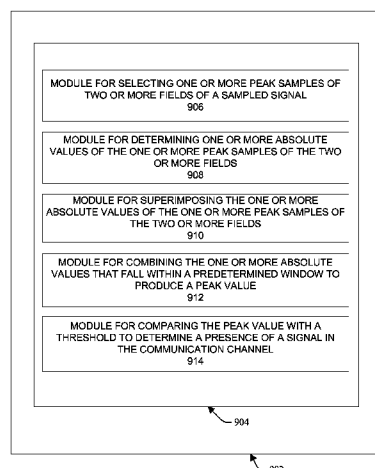 MODULE FOR SELECTING ONE OR MORE PEAK SAMPLES OF
TWO OR MORE FIELDS OF A SAMPLED SIGNAL
906
MODULE FOR DETERMINING ONE OR MORE ABSOLUTE
VALUES OF THE ONE OR MORE PEAK SAMPLES OF THE TWO
OR MORE FIELDS
908
MODULE FOR SUPERIMPOSING THE ONE OR MORE
ABSOLUTE VALUES OF THE ONE OR MORE PEAK SAMPLES OF
THE TWO OR MORE FIELDS
910
MODULE FOR COMBINING THE ONE OR MORE ABSOLUTE
VALUES THAT FALL WITHIN A PREDETERMINED WINDOW TO
PRODUCE A PEAK VALUE
912
MODULE FOR COMPARING THE PEAK VALUE WITH A
THRESHOLD TO DETERMINE A PRESENCE OF A SIGNAL IN
THE COMMUNICATION CHANNEL
914
904